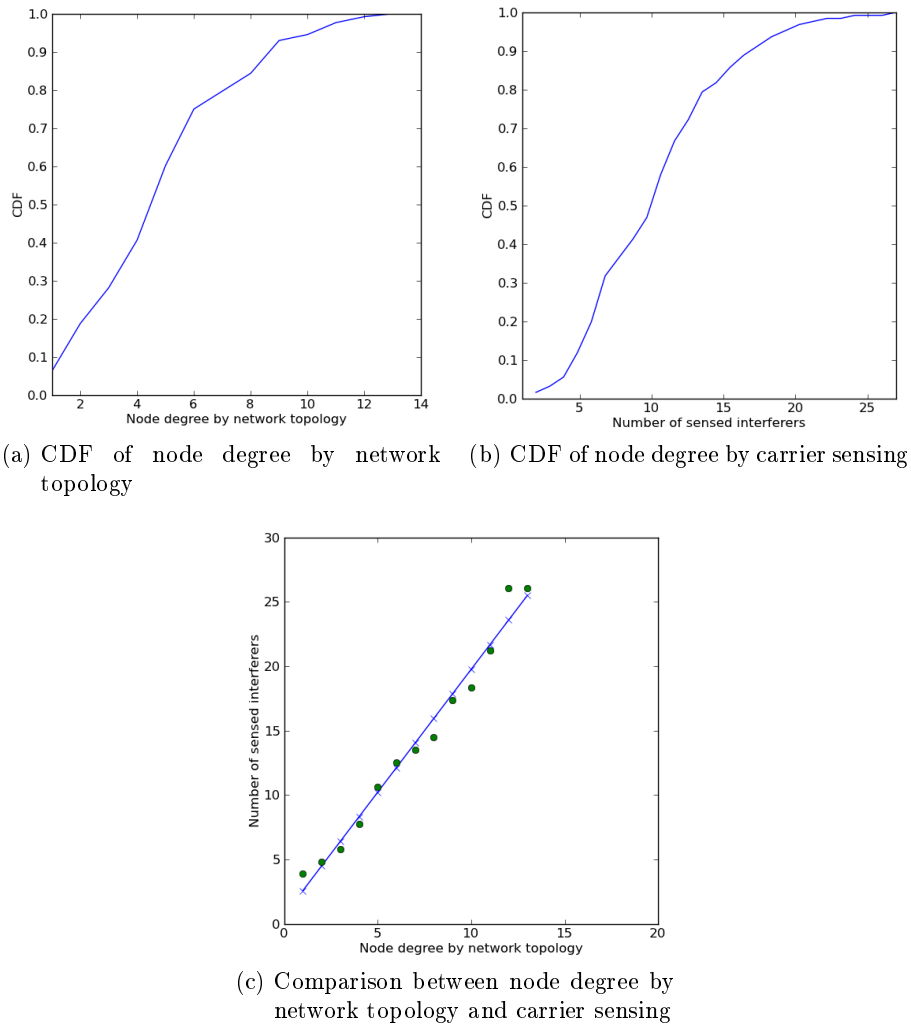 1.0
0.9
0.8
0.7
0.6
0.5
0.4
0.3
0.2
0.1
0.0
CDF
2 4 6 8 10 12 14
Node degree by network topology
(a) CDF of node degree by network
topology
1.0
0.9
0.8
0.7
0.6
0.5
0.4
0.3
0.2
0.1
0.0
CDF
5 10 15 20 25
Number of sensed interferers
(b) CDF of node degree by carrier sensing
30
25
20
15
10
5
0
Number of sensed interferers
0 5 10 15 20
Node degree by network topology
(c) Comparison between node degree by
network topology and carrier sensing